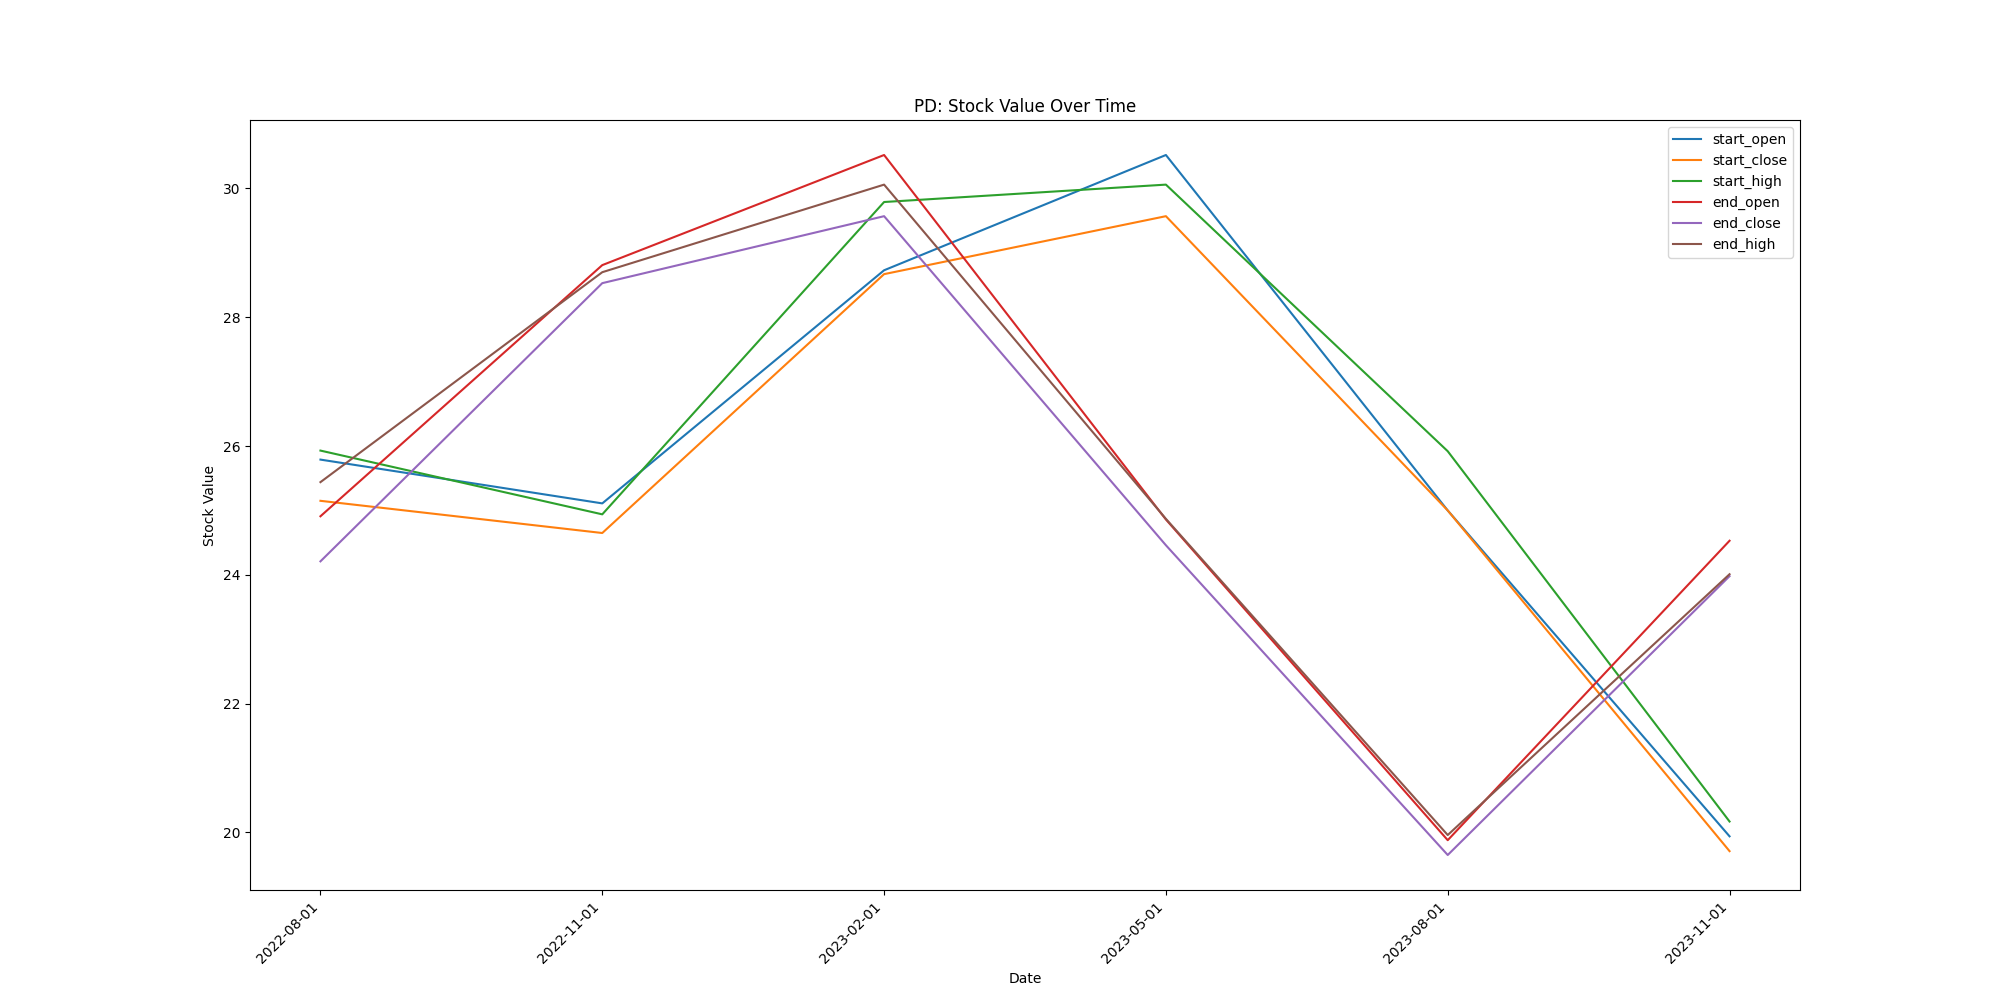 PD: Stock Value Over Time
start_open
start_close
start_high
end_open
end_close
end_high
Stock Value
30
28
26
24
22
20
2022-08-01
2022-11-01
2023-02-01
2023-05-01
2023-08-01
2023-11-01
Date